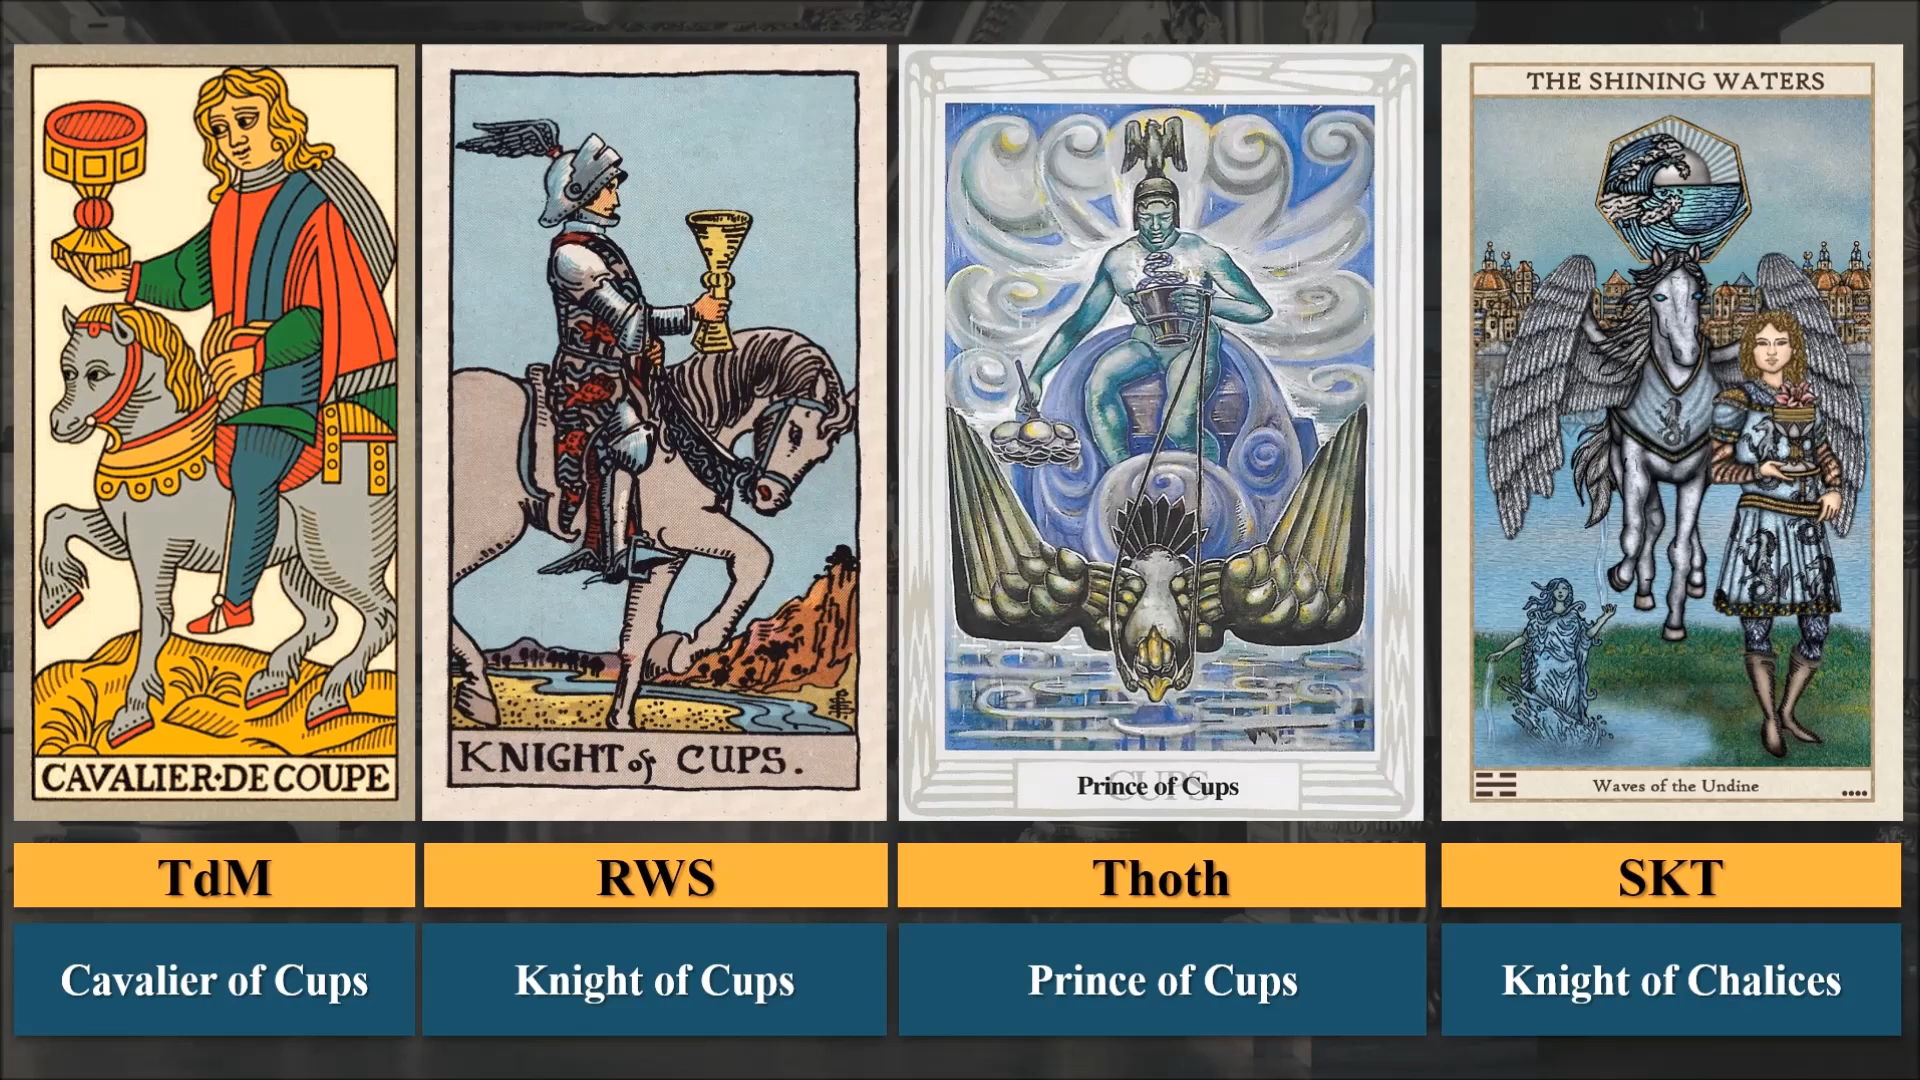 CAVALIER·DE COUPE
KNIGHT of CUPS.
CUPS
Prince of Cups
THE SHINING WATERS
Waves of the Undine
TdM
RWS
Thoth
SKT
Cavalier of Cups
Knight of Cups
Prince of Cups
Knight of Chalices